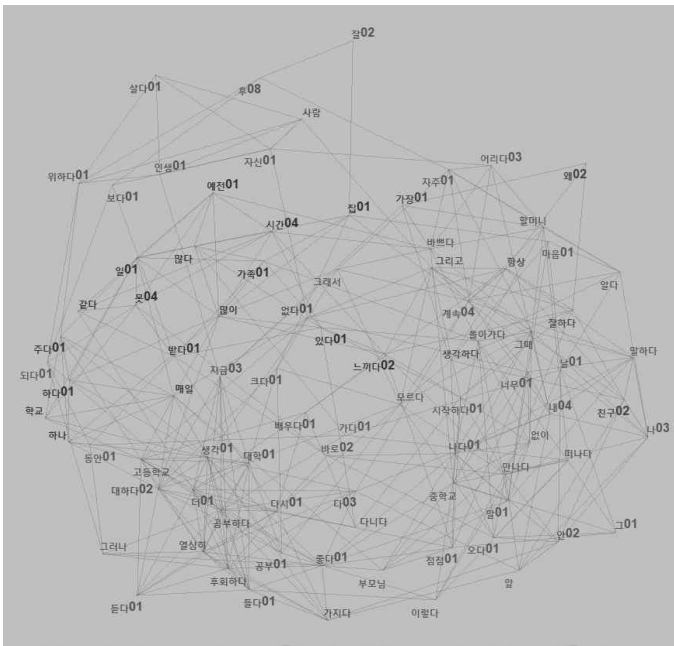 잘02
살다01
후08
사람
어리다03
자신01
인생01
위하다01
왜02
자주01
예전01
보다01
가장01
집01
시간04
할머니
바쁘다
마음01
많다
그리고
항상
일01
가족01
그래서
알다
못04
같다
많이
없다01
계속04
잘하다
돌아가다
있다01
그때
주다01
받다01
생각하다
말하다
느끼다02
날01
지금03
되다01
크다01
너무01
하다01
매일
모르다
학교
시작하다01
내04
친구02
배우다01
가다01
나03
하나
없이
생각01
바로02
나다01
동안01
대학01
떠나다
고등학교
만나다
대하다02
중학교
더01
다시01
다03
말01
공부하다
다니다
그01
안02
그러나
열심히
오다01
점점01
공부01
좋다01
후회하다
부모님
앞
듣다01
들다01
가지다
이렇다